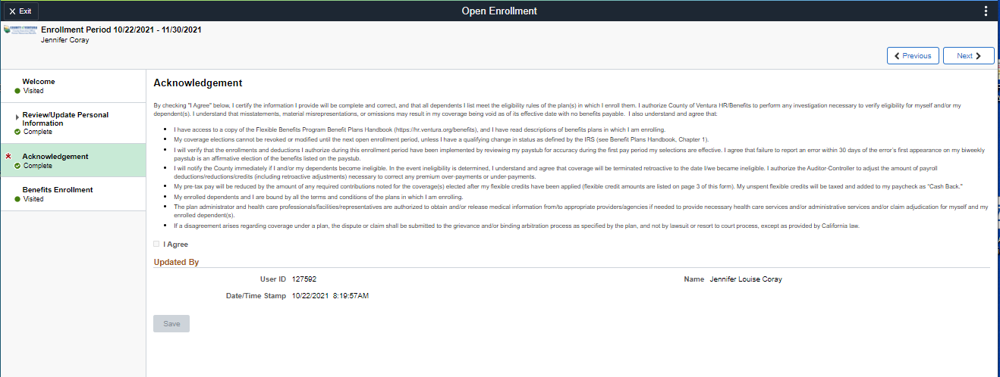 Exit
Open Enrollment
Enrollment Period 10/22/2021 - 11/30/2021
Jennifer Coray
Previous
Next
Welcome
Visited
Review/Update Personal
Information
Complete
Acknowledgement
Complete
Benefits Enrollment
Visited
Acknowledgement
By checking "I Agree" below, I certify the information I provide will be complete and correct, and that all dependents I list meet the eligibility rules of the plan(s) in which I enroll them. I authorize County of Ventura HR/Benefits to perform any investigation necessary to verify eligibility for myself and/or my
dependent(s). I understand that misstatements, material misrepresentations, or omissions may result in my coverage being void as of its effective date with no benefits payable. I also understand and agree that:
• I have access to a copy of the Flexible Benefits Program Benefit Plans Handbook (https://hr.ventura.org/benefits), and I have read descriptions of benefits plans in which I am enrolling.
• My coverage elections cannot be revoked or modified until the next open enrollment period, unless I have a qualifying change in status as defined by the IRS (see Benefit Plans Handbook, Chapter 1).
• I will verify that the enrollments and deductions I authorize during this enrollment period have been implemented by reviewing my paystub for accuracy during the first pay period my selections are effective. I agree that failure to report an error within 30 days of the error's first appearance on my biweekly
paystub is an affirmative election of the benefits listed on the paystub.
• I will notify the County immediately if I and/or my dependents become ineligible. In the event ineligibility is determined, I understand and agree that coverage will be terminated retroactive to the date I/we became ineligible. I authorize the Auditor-Controller to adjust the amount of payroll
deductions/reductions/credits (including retroactive adjustments) necessary to correct any premium over-payments or under-payments.
• My pre-tax pay will be reduced by the amount of any required contributions noted for the coverage(s) elected after my flexible credits have been applied (flexible credit amounts are listed on page 3 of this form). My unspent flexible credits will be taxed and added to my paycheck as "Cash Back."
• My enrolled dependents and I are bound by all the terms and conditions of the plans in which I am enrolling.
• The plan administrator and health care professionals/facilities/representatives are authorized to obtain and/or release medical information from/to appropriate providers/agencies if needed to provide necessary health care services and/or administrative services and/or claim adjudication for myself and my
enrolled dependent(s).
• If a disagreement arises regarding coverage under a plan, the dispute or claim shall be submitted to the grievance and/or binding arbitration process as specified by the plan, and not by lawsuit or resort to court process, except as provided by California law.
I Agree
Updated By
User ID 127592
Name Jennifer Louise Coray
Date/Time Stamp 10/22/2021 8:19:57AM
Save